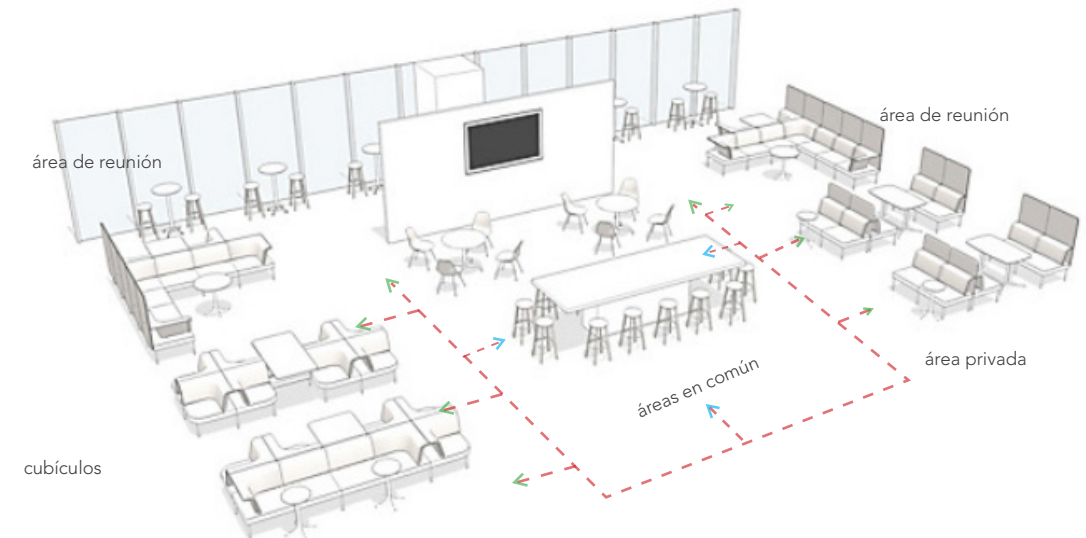 área de reunión
área de reunión
áreas en común
área privada
cubículos